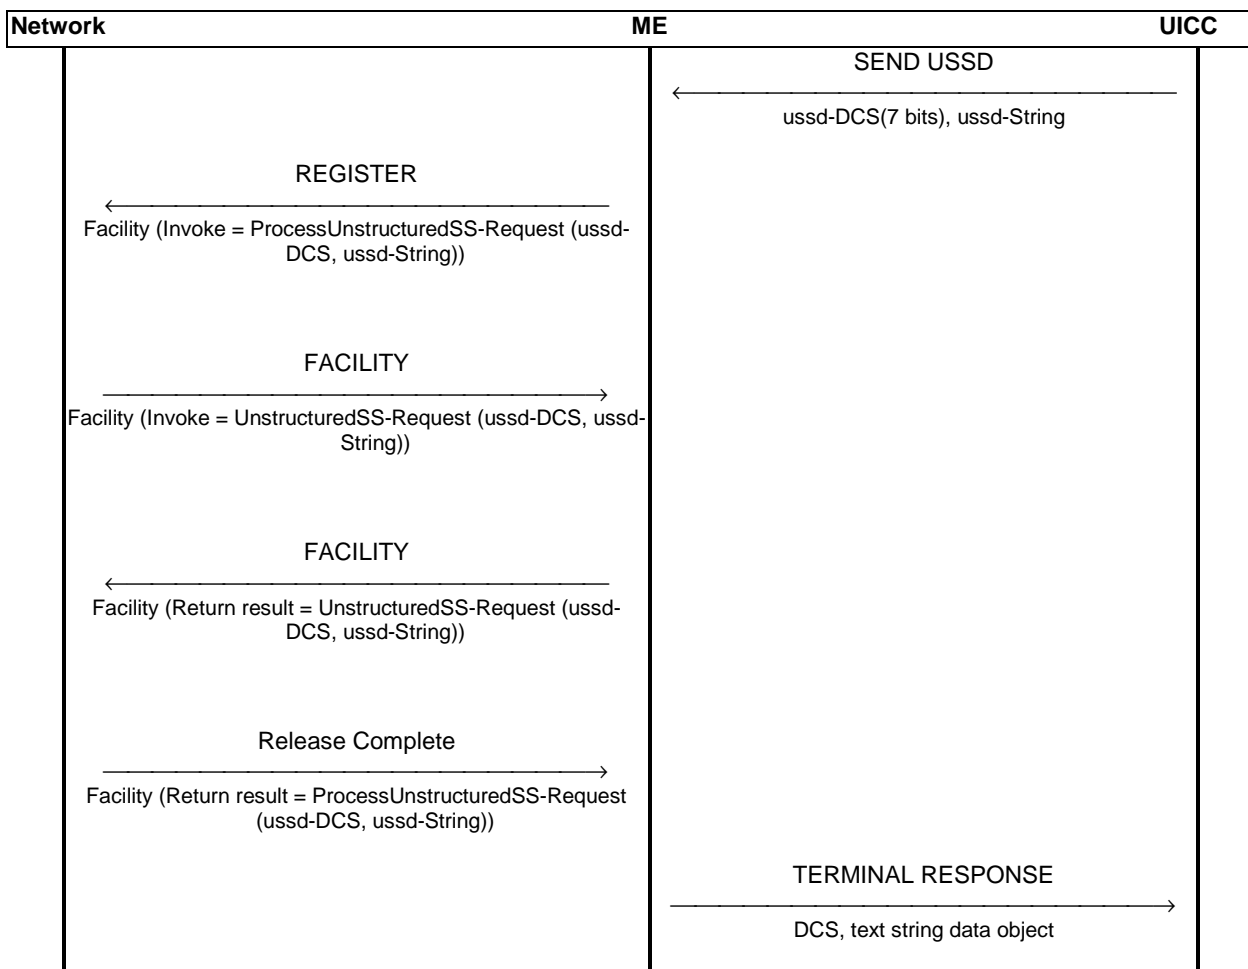 Network ME UICC
SEND USSD
ussd-DCS(7 bits), ussd-String
REGISTER
Facility (Invoke = ProcessUnstructuredSS-Request (ussd-
DCS, ussd-String))
FACILITY
Facility (Invoke = UnstructuredSS-Request (ussd-DCS, ussd-
String))
FACILITY
Facility (Return result = UnstructuredSS-Request (ussd-
DCS, ussd-String))
Release Complete
Facility (Return result = ProcessUnstructuredSS-Request
(ussd-DCS, ussd-String))
TERMINAL RESPONSE
DCS, text string data object